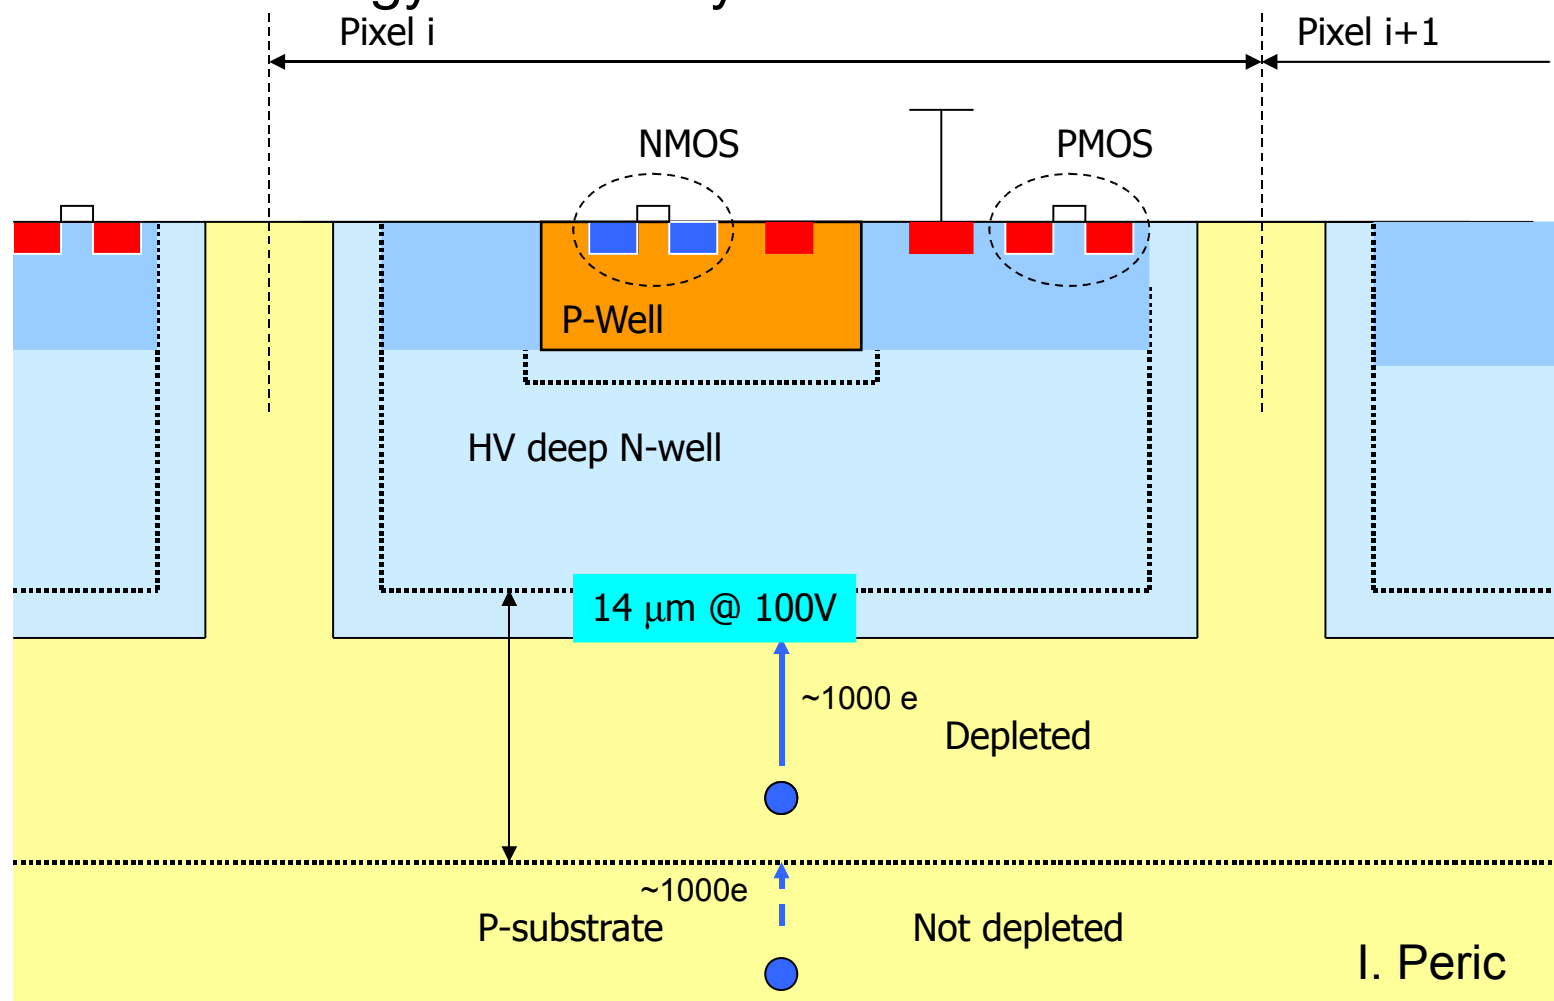 Pixel i
Pixel i+1
NMOS
PMOS
P-Well
HV deep N-well
14 μm @ 100V
~1000 e
Depleted
~1000e
P-substrate
Not depleted
I. Peric